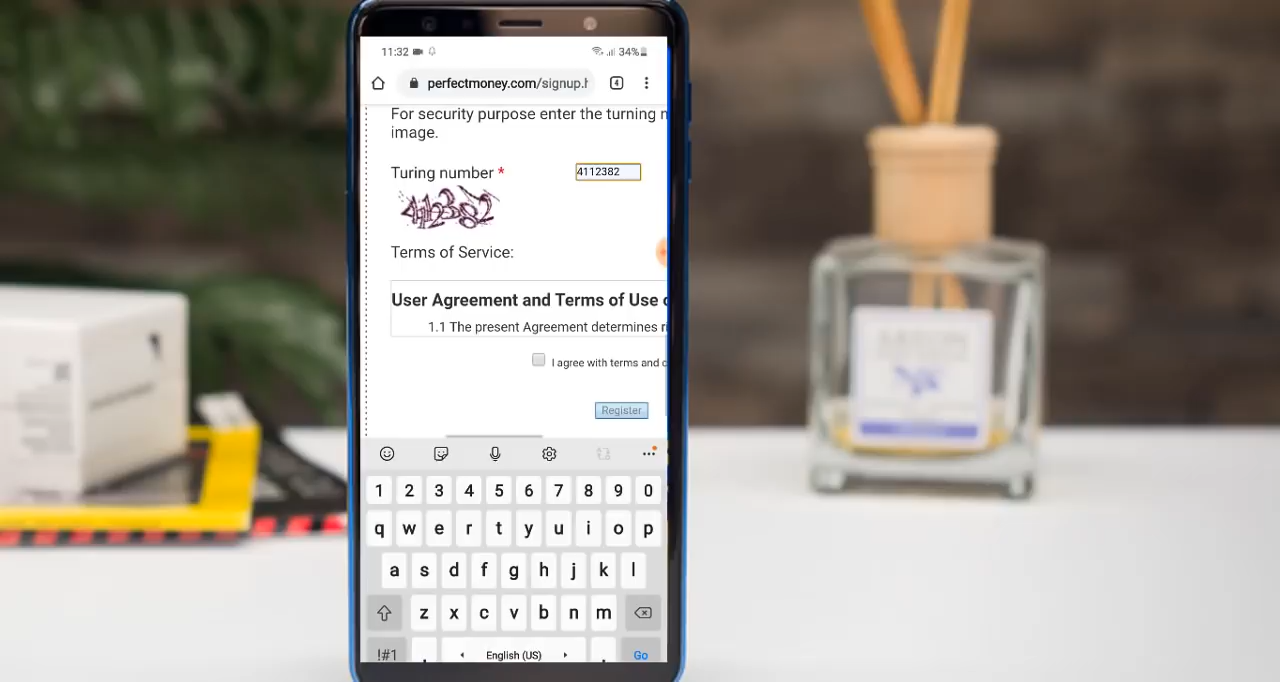 11:32
34%
perfectmoney.com/signup.h
4
For security purpose enter the turning n
image.
Turing number *
4112382
Terms of Service:
User Agreement and Terms of Use o
1.1 The present Agreement determines ri
I agree with terms and c
Register
1 2 3 4 5 6 7 8 9 0
q w e r t y u i o p
a s d f g h j k l
z x c v b n m
!#1 , English (US) . Go